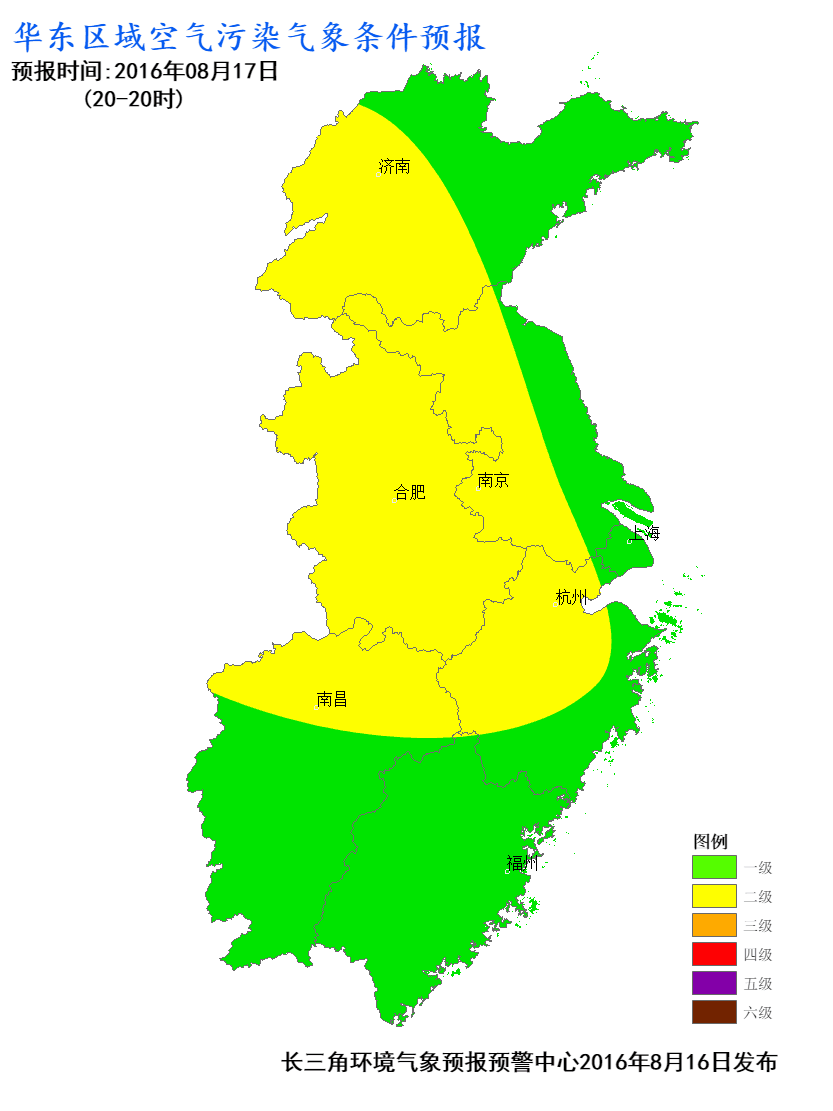 华东区域空气污染气象条件预报
预报时间:2016年08月17日
(20-20时)
济南
南京
合肥
上海
杭州
南昌
图例
一级
福州
二级
三级
四级
五级
六级
长三角环境气象预报预警中心2016年8月16日发布